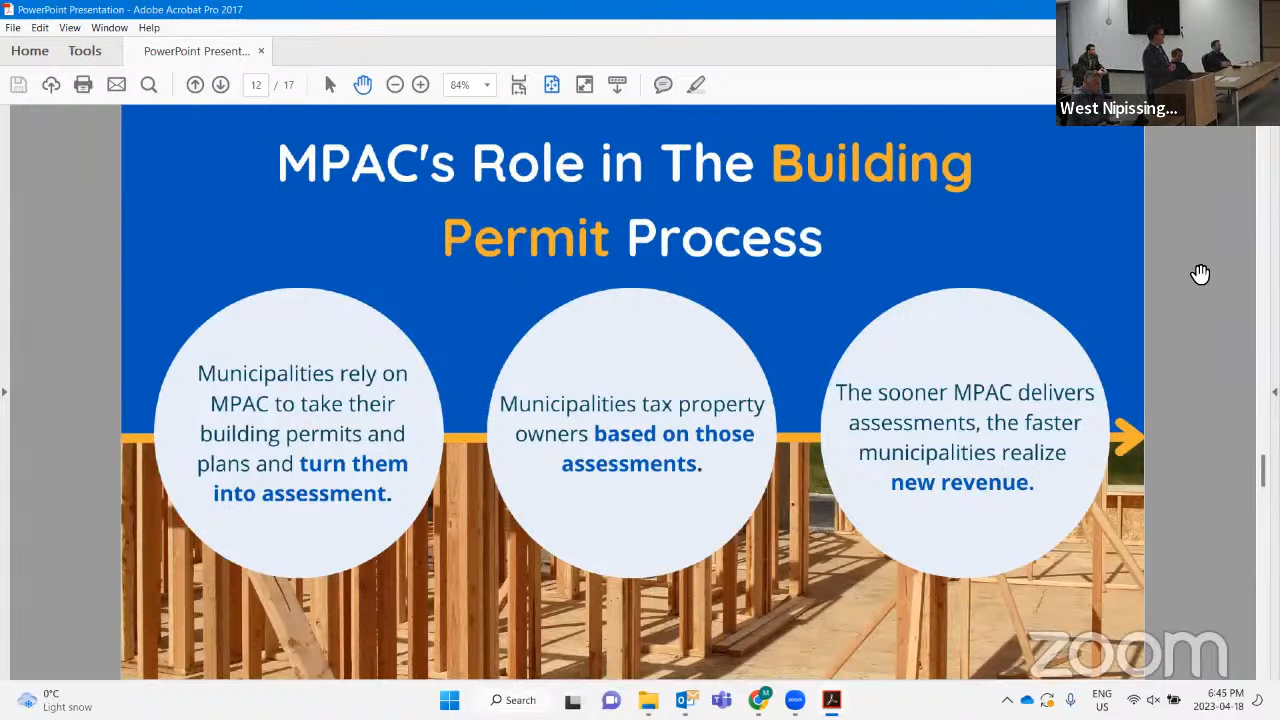 PowerPoint Presentation - Adobe Acrobat Pro 2017
File Edit View Window Help
Home Tools PowerPoint Present... ×
12 / 17 84%
West Nipissing...
MPAC's Role in The Building
Permit Process
Municipalities rely on
MPAC to take their
building permits and
plans and turn them
into assessment.
Municipalities tax property
owners based on those
assessments.
The sooner MPAC delivers
assessments, the faster
municipalities realize
new revenue.
zoom
0°C
Light snow
Search
ENG
US
6:45 PM
2023-04-18